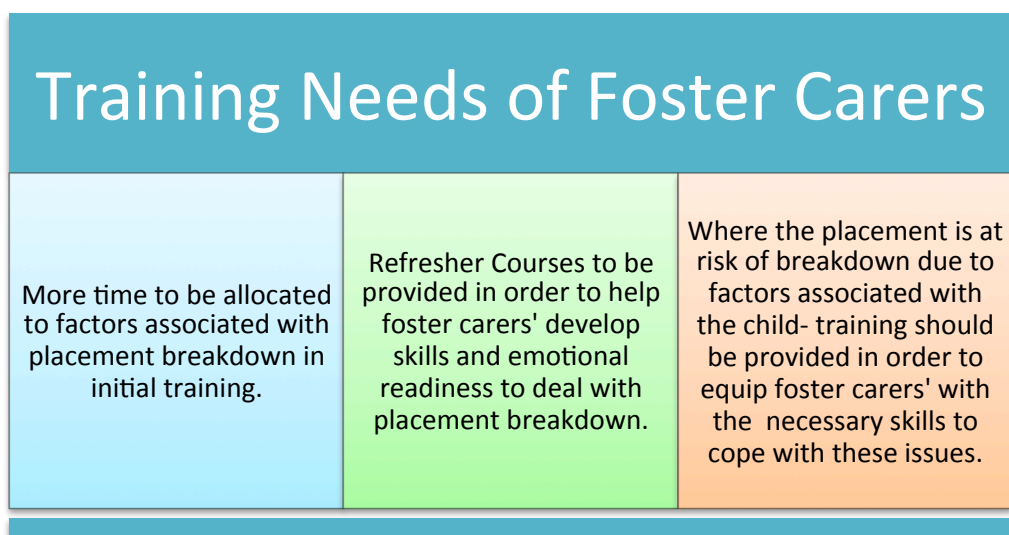 Training Needs of Foster Carers
More time to be allocated
to factors associated with
placement breakdown in
initial training.
Refresher Courses to be
provided in order to help
foster carers' develop
skills and emotional
readiness to deal with
placement breakdown.
Where the placement is at
risk of breakdown due to
factors associated with
the child- training should
be provided in order to
equip foster carers' with
the  necessary skills to
cope with these issues.